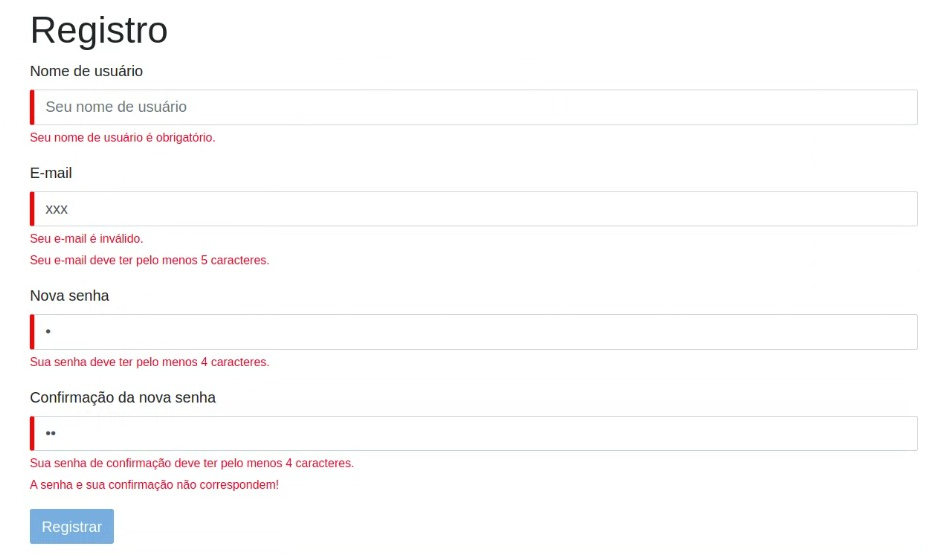 Registro
Nome de usuário
Seu nome de usuário
Seu nome de usuário é obrigatório.
E-mail
xxx
Seu e-mail é inválido.
Seu e-mail deve ter pelo menos 5 caracteres.
Nova senha
•
Sua senha deve ter pelo menos 4 caracteres.
Confirmação da nova senha
••
Sua senha de confirmação deve ter pelo menos 4 caracteres.
A senha e sua confirmação não correspondem!
Registrar